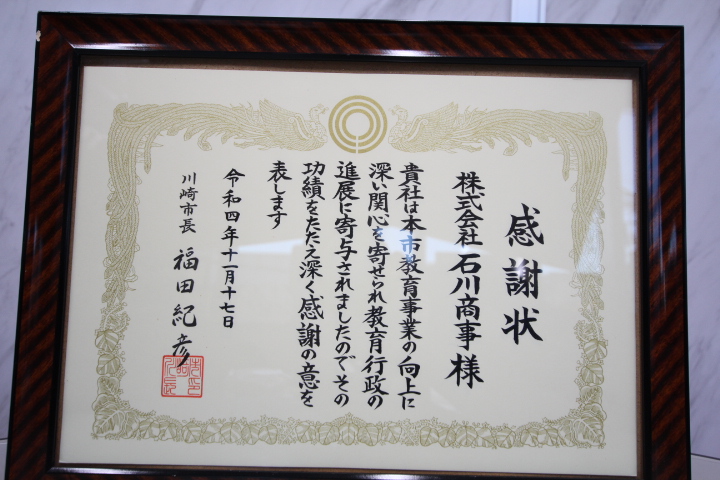 感謝状
株式会社 石川商事 様
貴社は本市教育事業の向上に
深い関心を寄せられ教育行政の
進展に寄与されましたのでその
功績をたたえ深く感謝の意を
表します
令和四年十一月十七日
川崎市長 福田紀彦